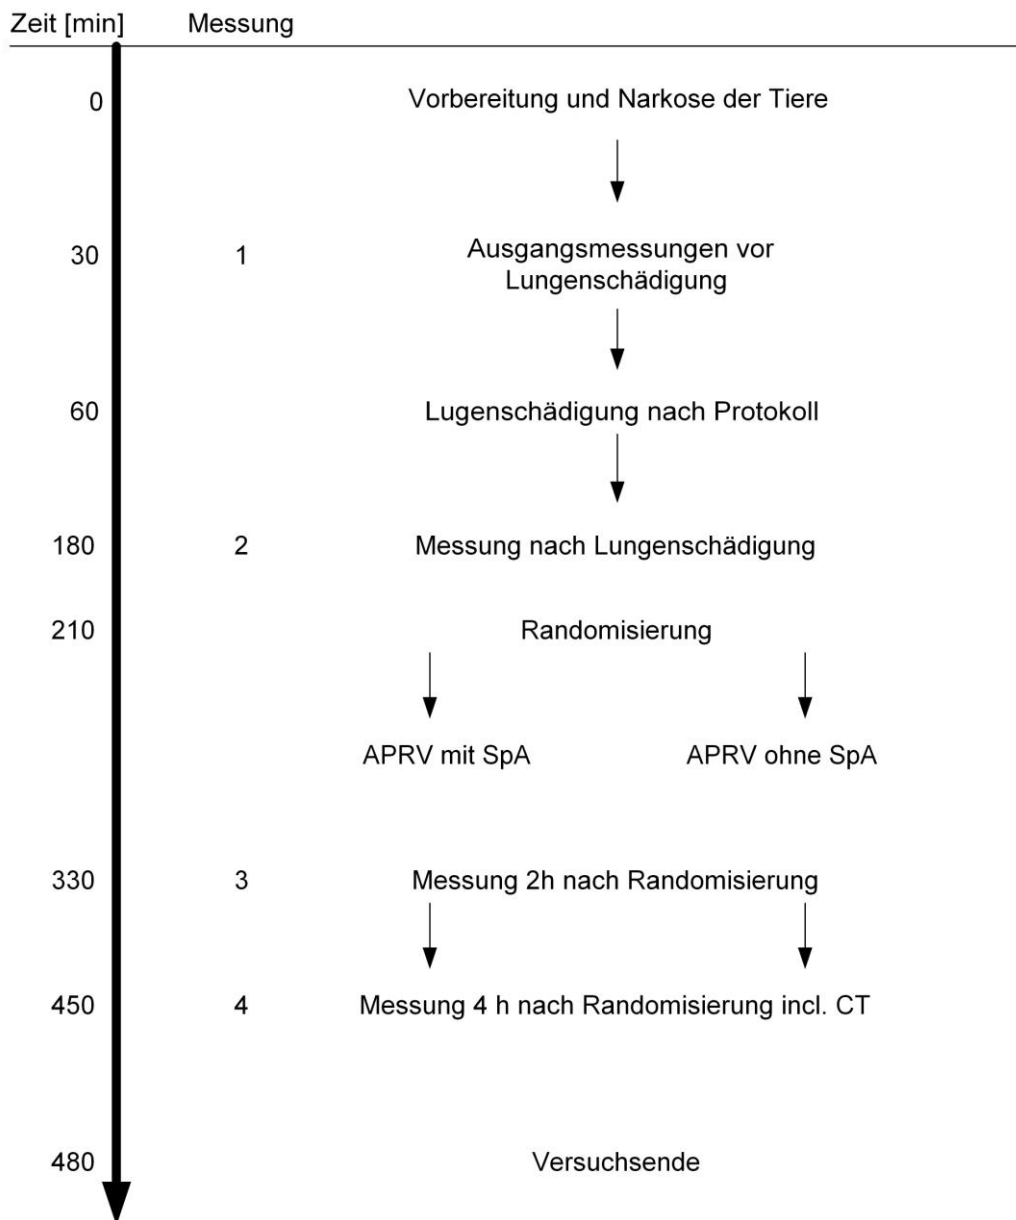 Zeit [min] Messung
0 Vorbereitung und Narkose der Tiere
30 1 Ausgangsmessungen vor
Lungenschädigung
60 Lugenschädigung nach Protokoll
180 2 Messung nach Lungenschädigung
210 Randomisierung
APRV mit SpA APRV ohne SpA
330 3 Messung 2h nach Randomisierung
450 4 Messung 4 h nach Randomisierung incl. CT
480 Versuchsende